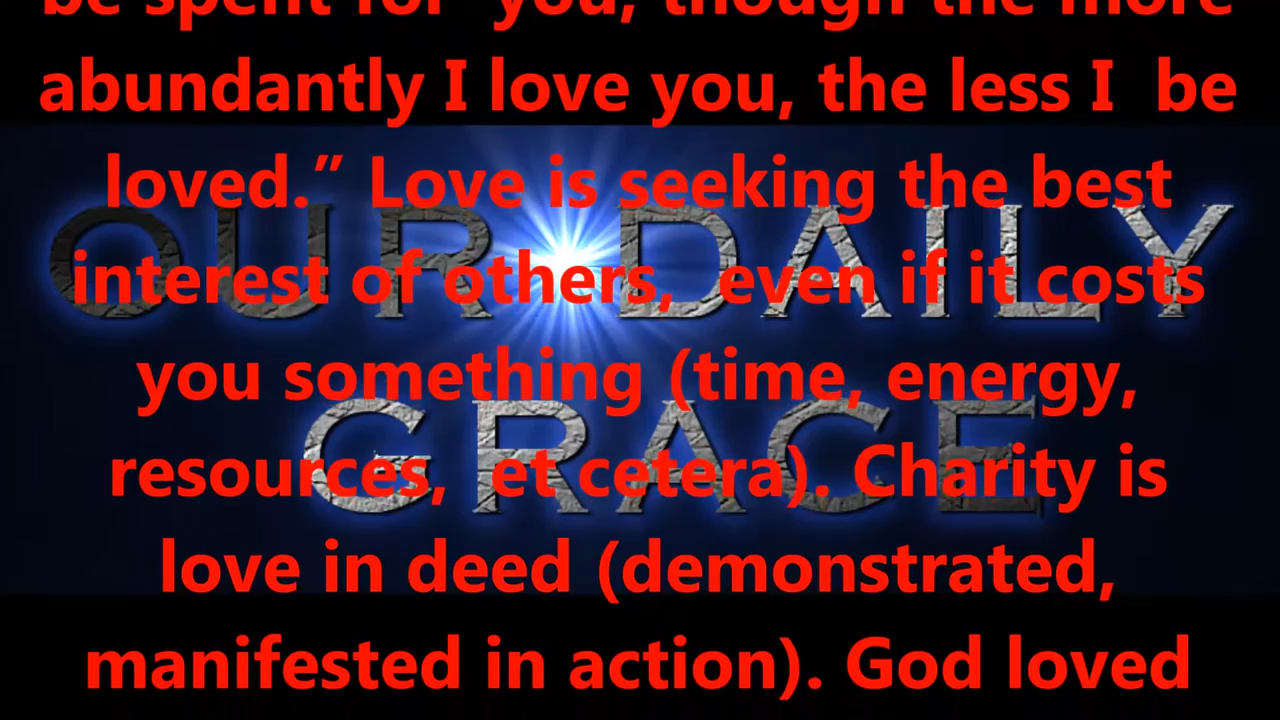 be spent for you, though the more
abundantly I love you, the less I be
loved.” Love is seeking the best
interest of others, even if it costs
you something (time, energy,
resources, et cetera). Charity is
love in deed (demonstrated,
manifested in action). God loved
OUR DAILY
GRACE